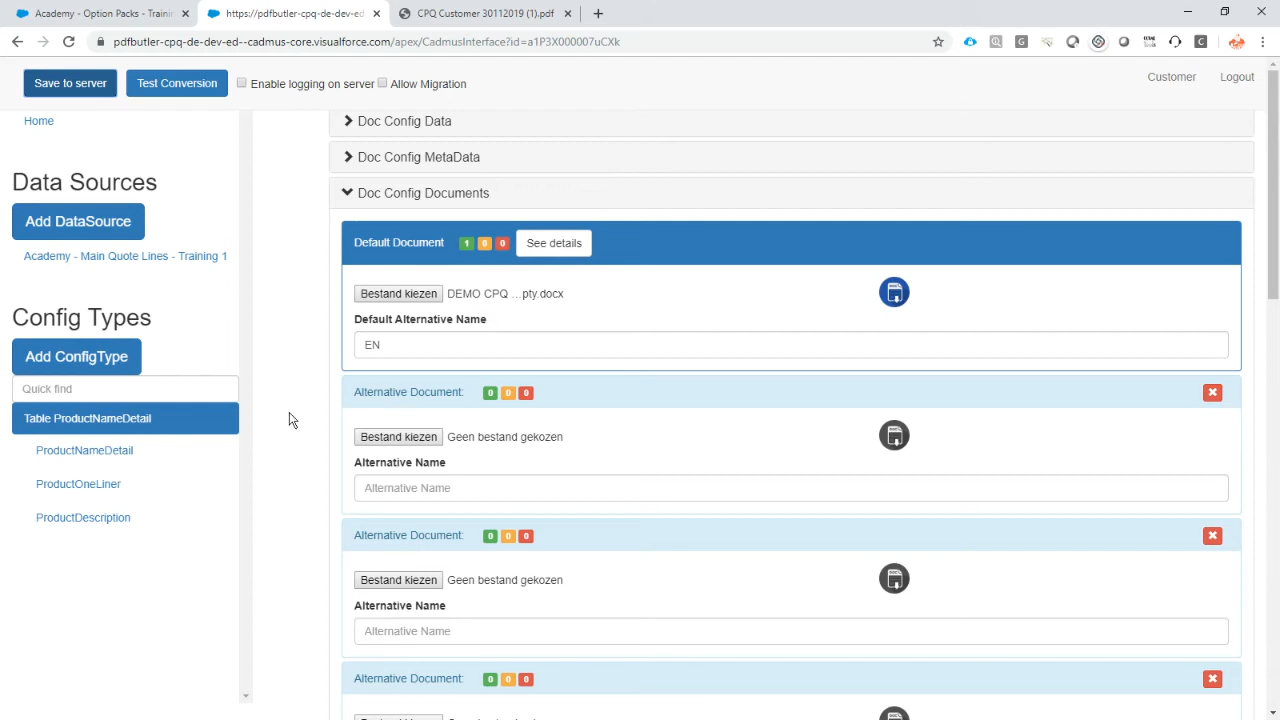 Academy - Option Packs - Trainin
https://pdfbutler-cpq-de-dev-ed
CPQ Customer 30112019 (1).pdf
pdfbutler-cpq-de-dev-ed--cadmus-core.visualforce.com/apex/CadmusInterface?id=a1P3X000007uCXk
Save to server
Test Conversion
Enable logging on server
Allow Migration
Customer
Logout
Home
Data Sources
Add DataSource
Academy - Main Quote Lines - Training 1
Config Types
Add ConfigType
Quick find
Table ProductNameDetail
ProductNameDetail
ProductOneLiner
ProductDescription
Doc Config Data
Doc Config MetaData
Doc Config Documents
Default Document 1 0 0 See details
Bestand kiezen DEMO CPQ ...pty.docx
Default Alternative Name
EN
Alternative Document: 0 0 0
Bestand kiezen Geen bestand gekozen
Alternative Name
Alternative Name
Alternative Document: 0 0 0
Bestand kiezen Geen bestand gekozen
Alternative Name
Alternative Name
Alternative Document: 0 0 0